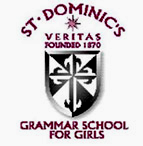 ST· DOMINIC'S
VERITAS
FOUNDED 1870
GRAMMAR SCHOOL
FOR GIRLS